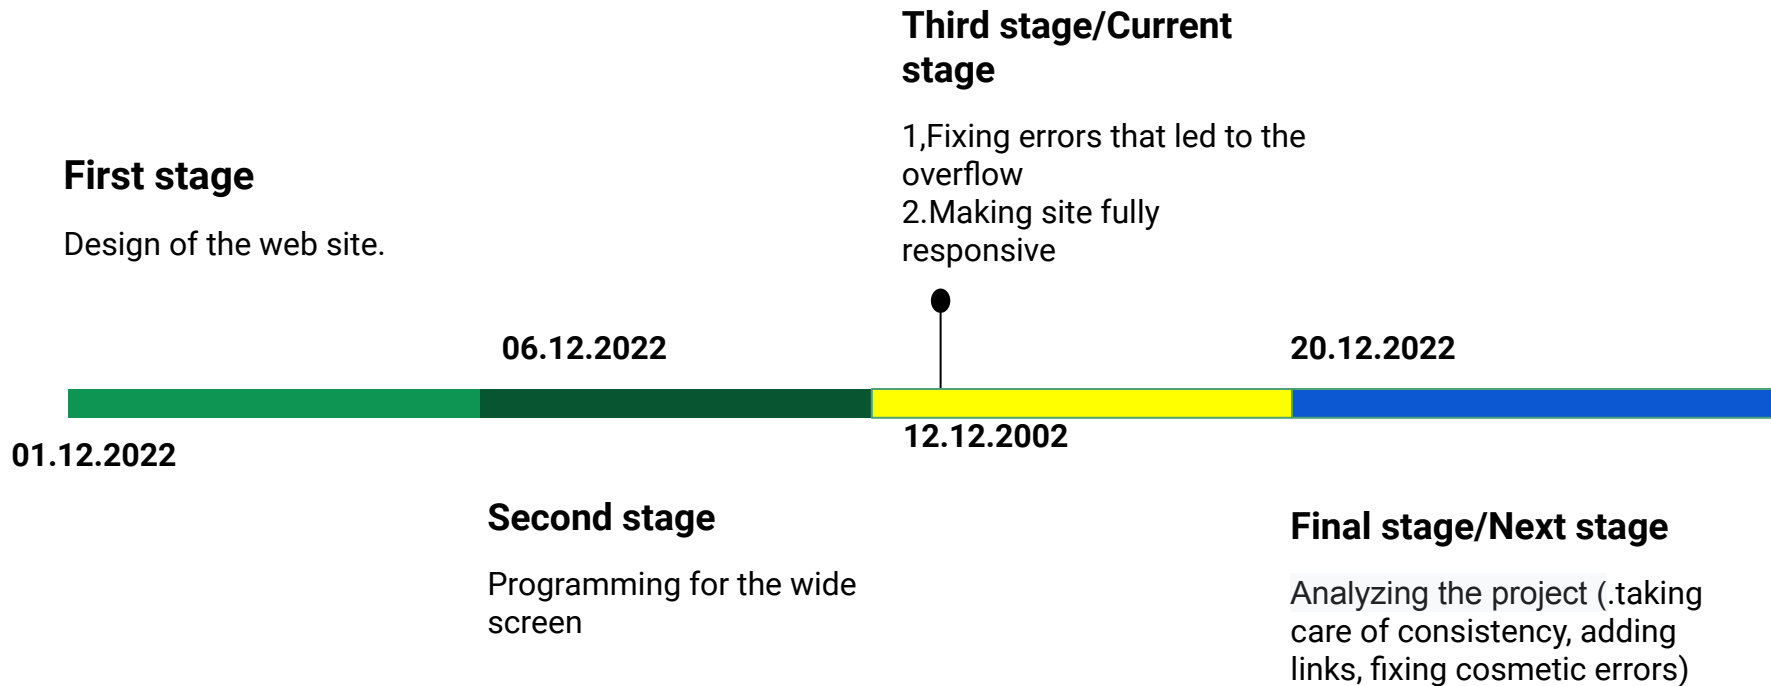 Third stage/Current
stage
1,Fixing errors that led to the
overflow
2.Making site fully
responsive
First stage
Design of the web site.
06.12.2022
20.12.2022
01.12.2022
12.12.2002
Second stage
Programming for the wide
screen
Final stage/Next stage
Analyzing the project (.taking
care of consistency, adding
links, fixing cosmetic errors)